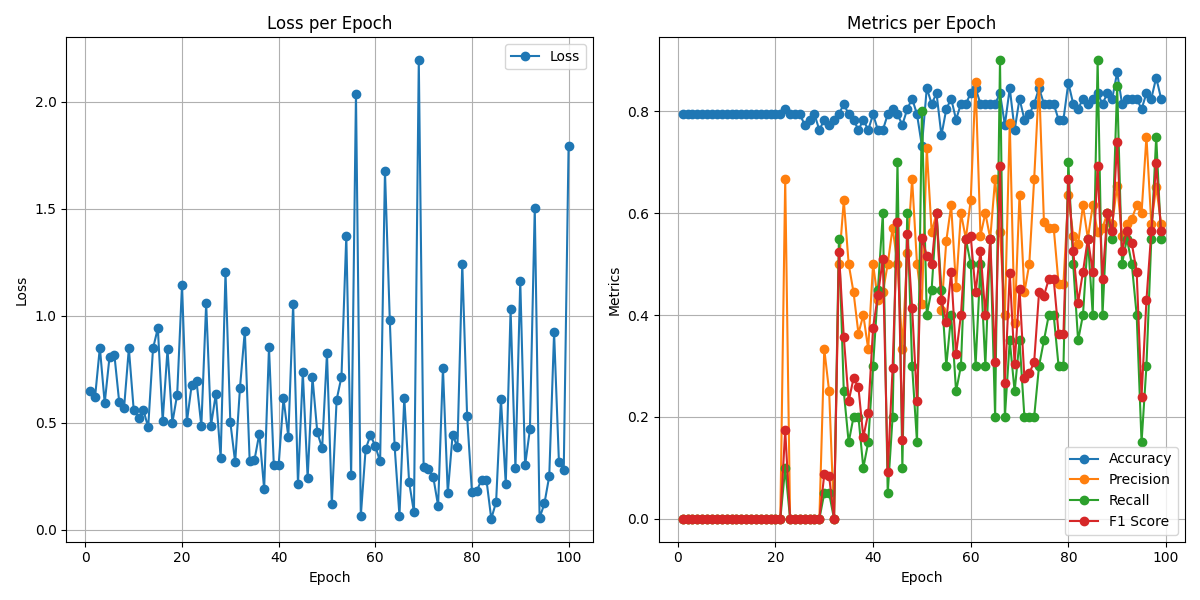 Loss per Epoch
Loss
2.0
1.5
1.0
0.5
0.0
0
20
40
60
80
100
Epoch
Loss
Metrics per Epoch
0.8
0.6
0.4
0.2
0.0
0
20
40
60
80
100
Epoch
Metrics
Accuracy
Precision
Recall
F1 Score